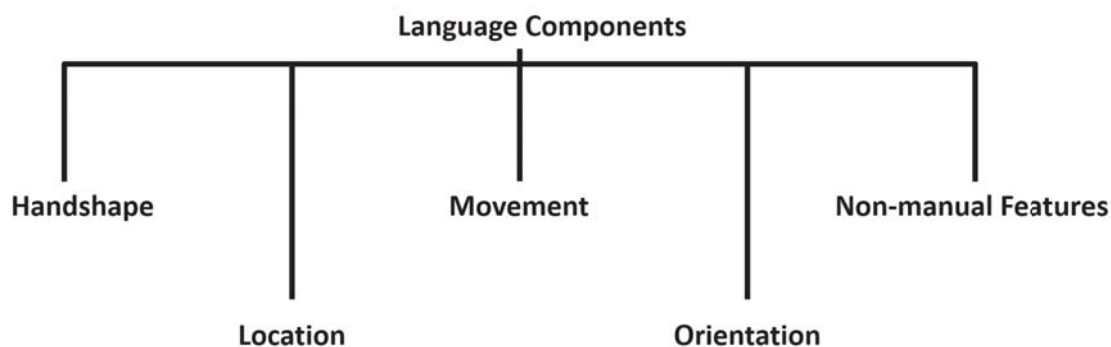 Language Components
Handshape
Movement
Non-manual Features
Location
Orientation